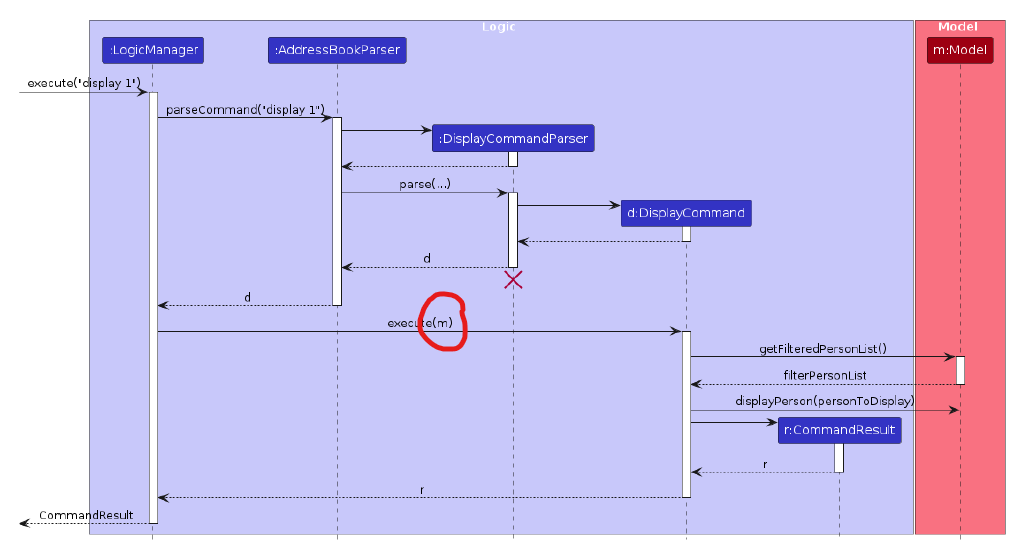 Logic
Model
:LogicManager
:AddressBookParser
m:Model
execute("display 1")
parseCommand("display 1")
:DisplayCommandParser
parse(...)
d:DisplayCommand
d
d
execute(m)
getFilteredPersonList()
filterPersonList
displayPerson(personToDisplay)
r:CommandResult
r
r
CommandResult